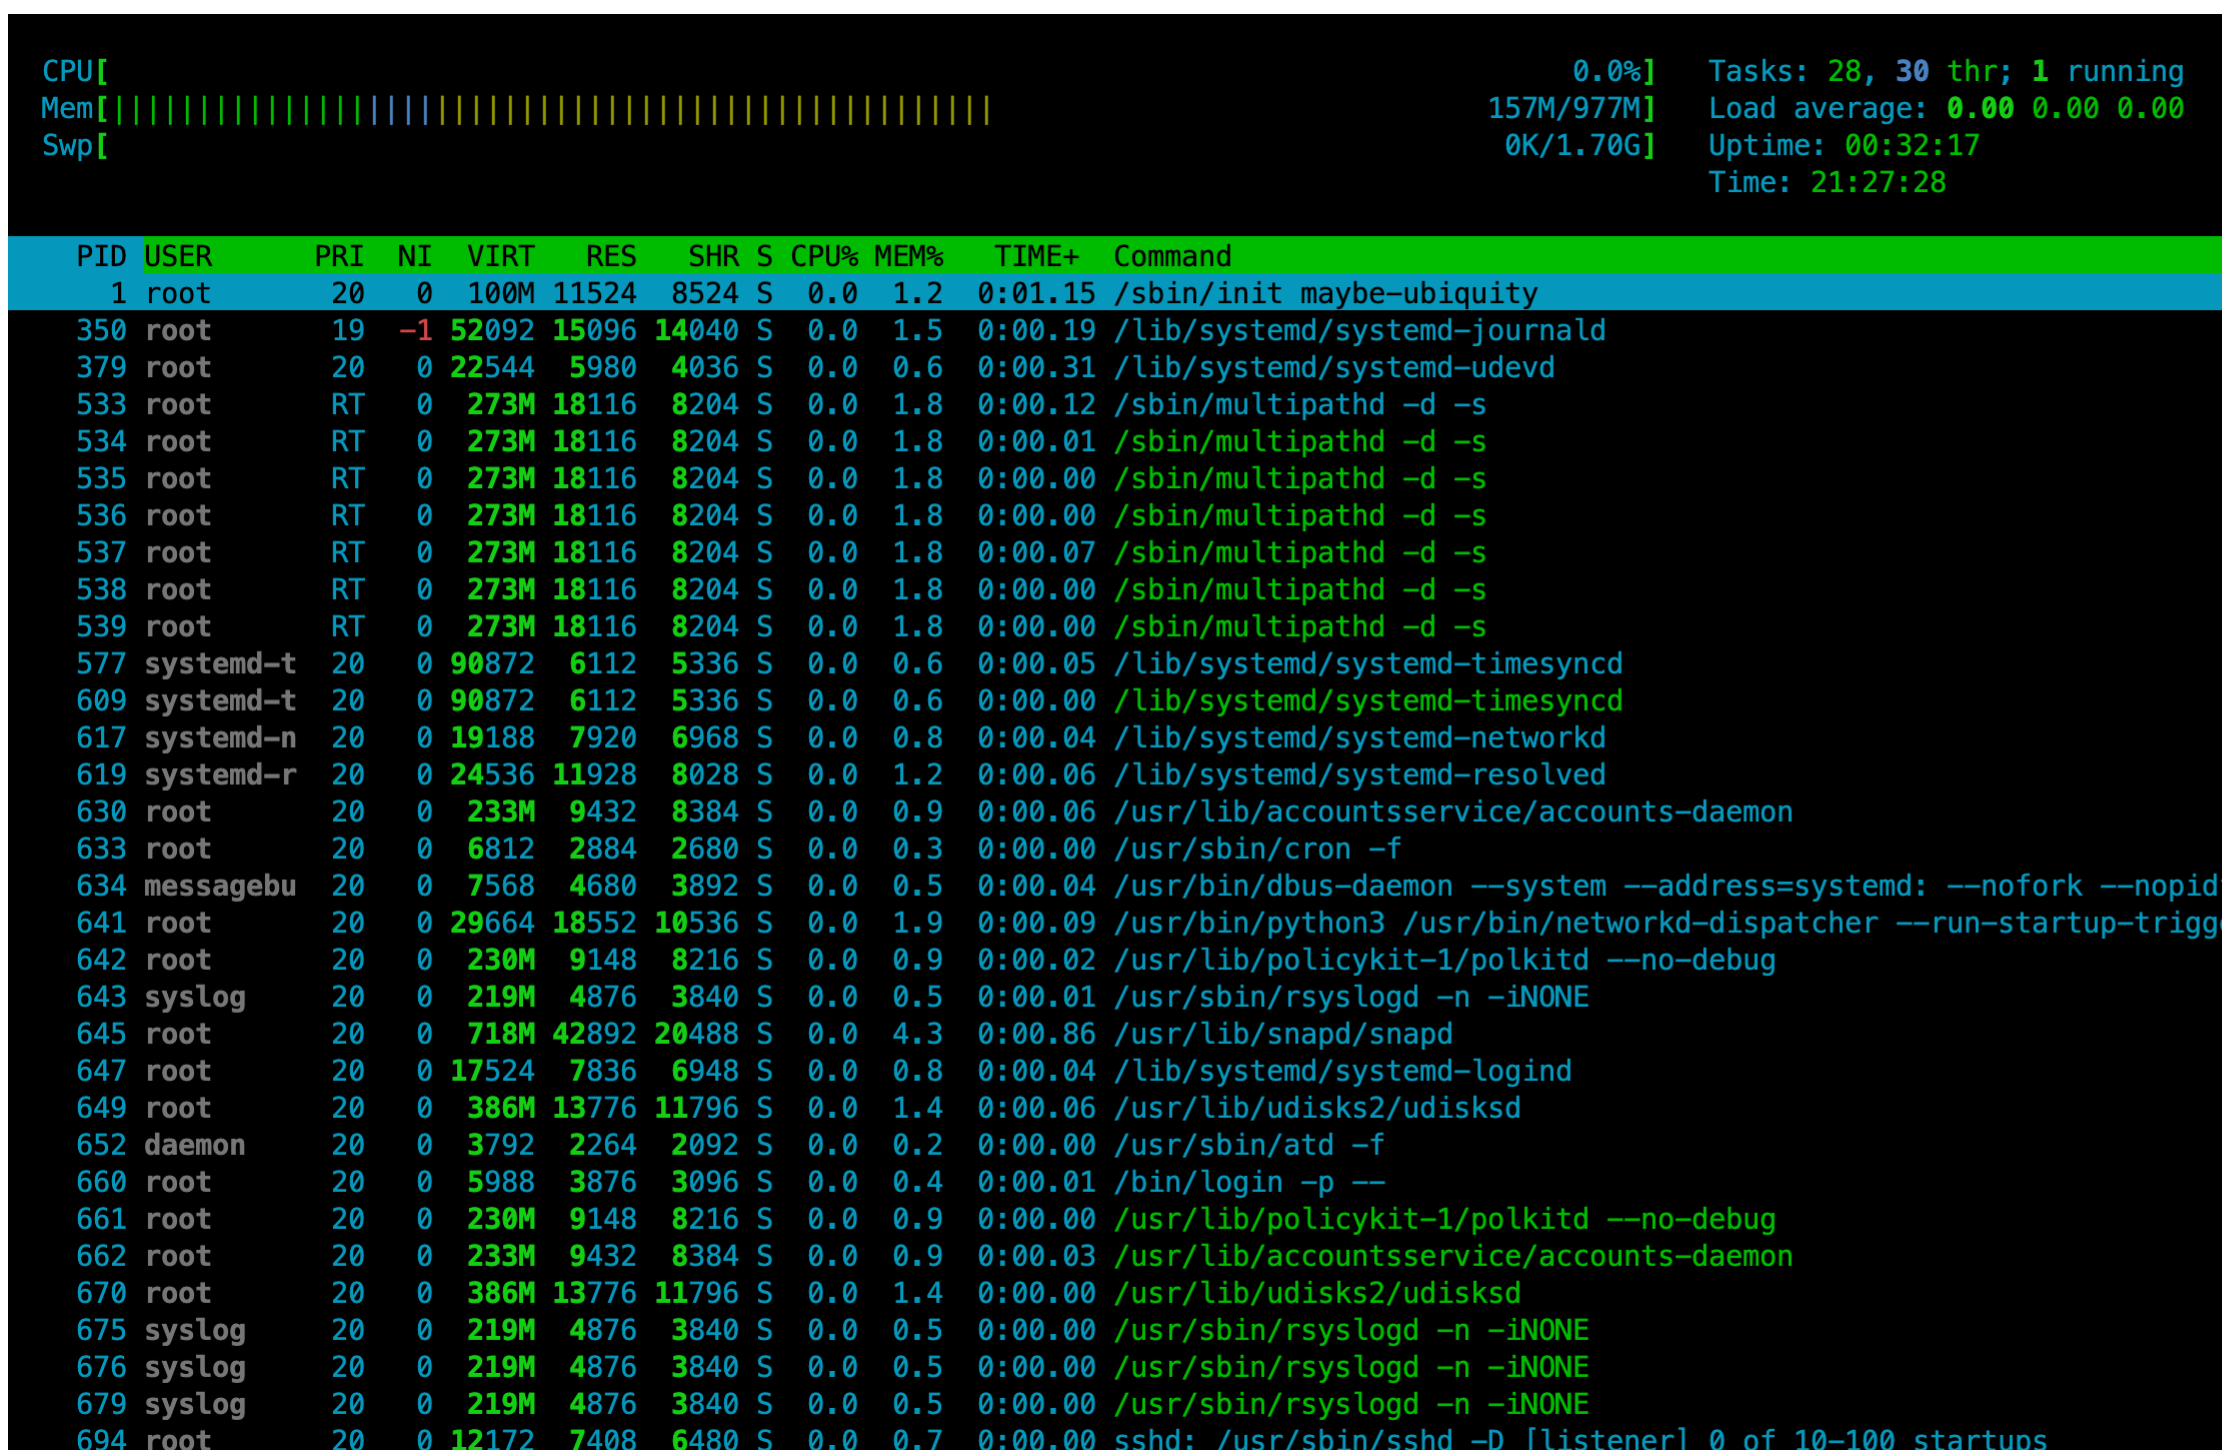 CPU[ 0.0%] Tasks: 28, 30 thr; 1 running
Mem[||||||||||||||||||||||||||||||||||||||||||||||||||||157M/977M] Load average: 0.00 0.00 0.00
Swp[ 0K/1.70G] Uptime: 00:32:17
Time: 21:27:28
PID USER PRI NI VIRT RES SHR S CPU% MEM% TIME+ Command
1 root 20 0 100M 11524 8524 S 0.0 1.2 0:01.15 /sbin/init maybe-ubiquity
350 root 19 -1 52092 15096 14040 S 0.0 1.5 0:00.19 /lib/systemd/systemd-journald
379 root 20 0 22544 5980 4036 S 0.0 0.6 0:00.31 /lib/systemd/systemd-udevd
533 root RT 0 273M 18116 8204 S 0.0 1.8 0:00.12 /sbin/multipathd -d -s
534 root RT 0 273M 18116 8204 S 0.0 1.8 0:00.01 /sbin/multipathd -d -s
535 root RT 0 273M 18116 8204 S 0.0 1.8 0:00.00 /sbin/multipathd -d -s
536 root RT 0 273M 18116 8204 S 0.0 1.8 0:00.00 /sbin/multipathd -d -s
537 root RT 0 273M 18116 8204 S 0.0 1.8 0:00.07 /sbin/multipathd -d -s
538 root RT 0 273M 18116 8204 S 0.0 1.8 0:00.00 /sbin/multipathd -d -s
539 root RT 0 273M 18116 8204 S 0.0 1.8 0:00.00 /sbin/multipathd -d -s
577 systemd-t 20 0 90872 6112 5336 S 0.0 0.6 0:00.05 /lib/systemd/systemd-timesyncd
609 systemd-t 20 0 90872 6112 5336 S 0.0 0.6 0:00.00 /lib/systemd/systemd-timesyncd
617 systemd-n 20 0 19188 7920 6968 S 0.0 0.8 0:00.04 /lib/systemd/systemd-networkd
619 systemd-r 20 0 24536 11928 8028 S 0.0 1.2 0:00.06 /lib/systemd/systemd-resolved
630 root 20 0 233M 9432 8384 S 0.0 0.9 0:00.06 /usr/lib/accountsservice/accounts-daemon
633 root 20 0 6812 2884 2680 S 0.0 0.3 0:00.00 /usr/sbin/cron -f
634 messagebu 20 0 7568 4680 3892 S 0.0 0.5 0:00.04 /usr/bin/dbus-daemon --system --address=systemd: --nofork --nopid
641 root 20 0 29664 18552 10536 S 0.0 1.9 0:00.09 /usr/bin/python3 /usr/bin/networkd-dispatcher --run-startup-trigg
642 root 20 0 230M 9148 8216 S 0.0 0.9 0:00.02 /usr/lib/policykit-1/polkitd --no-debug
643 syslog 20 0 219M 4876 3840 S 0.0 0.5 0:00.01 /usr/sbin/rsyslogd -n -iNONE
645 root 20 0 718M 42892 20488 S 0.0 4.3 0:00.86 /usr/lib/snapd/snapd
647 root 20 0 17524 7836 6948 S 0.0 0.8 0:00.04 /lib/systemd/systemd-logind
649 root 20 0 386M 13776 11796 S 0.0 1.4 0:00.06 /usr/lib/udisks2/udisksd
652 daemon 20 0 3792 2264 2092 S 0.0 0.2 0:00.00 /usr/sbin/atd -f
660 root 20 0 5988 3876 3096 S 0.0 0.4 0:00.01 /bin/login -p --
661 root 20 0 230M 9148 8216 S 0.0 0.9 0:00.00 /usr/lib/policykit-1/polkitd --no-debug
662 root 20 0 233M 9432 8384 S 0.0 0.9 0:00.03 /usr/lib/accountsservice/accounts-daemon
670 root 20 0 386M 13776 11796 S 0.0 1.4 0:00.00 /usr/lib/udisks2/udisksd
675 syslog 20 0 219M 4876 3840 S 0.0 0.5 0:00.00 /usr/sbin/rsyslogd -n -iNONE
676 syslog 20 0 219M 4876 3840 S 0.0 0.5 0:00.00 /usr/sbin/rsyslogd -n -iNONE
679 syslog 20 0 219M 4876 3840 S 0.0 0.5 0:00.00 /usr/sbin/rsyslogd -n -iNONE
694 root 20 0 12172 7408 6480 S 0.0 0.7 0:00.00 sshd: /usr/sbin/sshd -D [listener] 0 of 10-100 startups